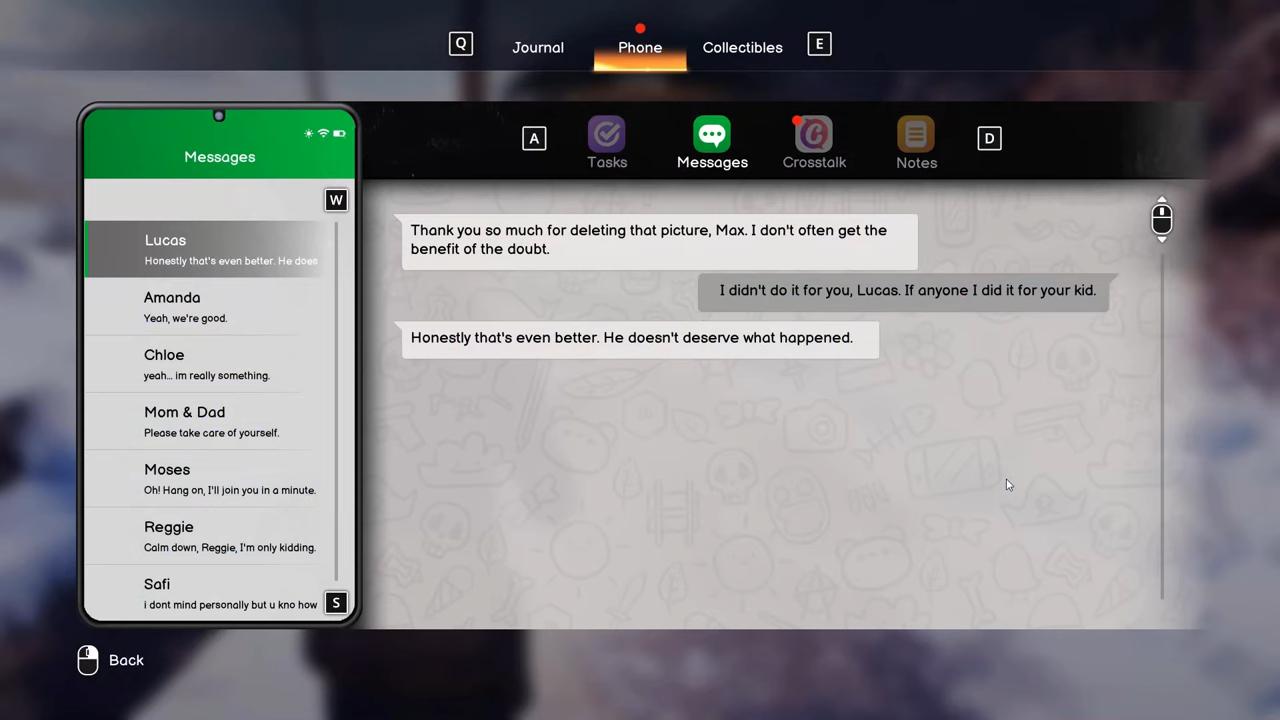 Q
Journal
Phone
Collectibles
E
Messages
A
Tasks
Messages
Crosstalk
Notes
D
W
Lucas
Honestly that's even better. He does
Amanda
Yeah, we're good.
Chloe
yeah... im really something.
Mom & Dad
Please take care of yourself.
Moses
Oh! Hang on, I'll join you in a minute.
Reggie
Calm down, Reggie, I'm only kidding.
Safi
i dont mind personally but u kno how
S
Thank you so much for deleting that picture, Max. I don't often get the
benefit of the doubt.
I didn't do it for you, Lucas. If anyone I did it for your kid.
Honestly that's even better. He doesn't deserve what happened.
Back